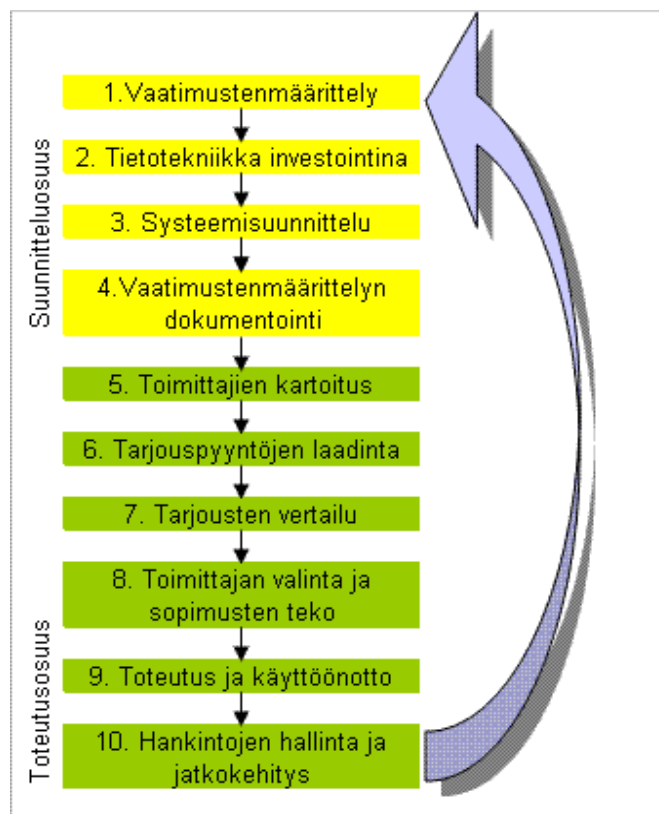 Suunnitteluosuus
1.Vaatimustenmäärittely
2. Tietotekniikka investointina
3. Systeemisuunnittelu
4.Vaatimustenmäärittelyn
dokumentointi
Toteutusosuus
5. Toimittajien kartoitus
6. Tarjouspyyntöjen laadinta
7. Tarjousten vertailu
8. Toimittajan valinta ja
sopimusten teko
9. Toteutus ja käyttöönotto
10. Hankintojen hallinta ja
jatkokehitys